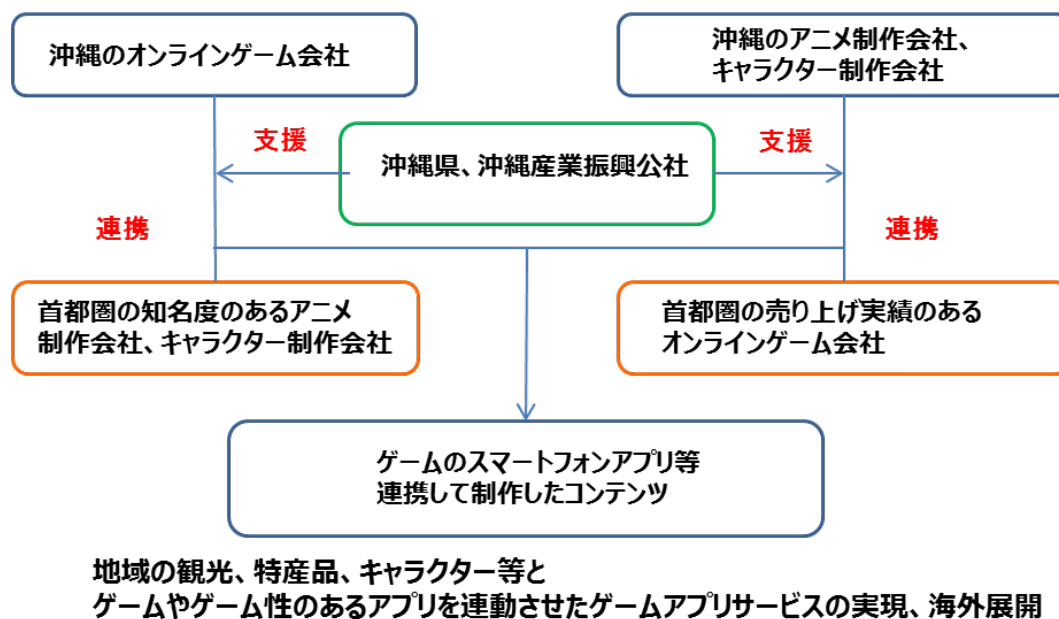 沖縄のオンラインゲーム会社
沖縄のアニメ制作会社、
キャラクター制作会社
支援
沖縄県、沖縄産業振興公社
支援
連携
連携
首都圏の知名度のあるアニメ
制作会社、キャラクター制作会社
首都圏の売り上げ実績のある
オンラインゲーム会社
ゲームのスマートフォンアプリ等
連携して制作したコンテンツ
地域の観光、特産品、キャラクター等と
ゲームやゲーム性のあるアプリを連動させたゲームアプリサービスの実現、海外展開